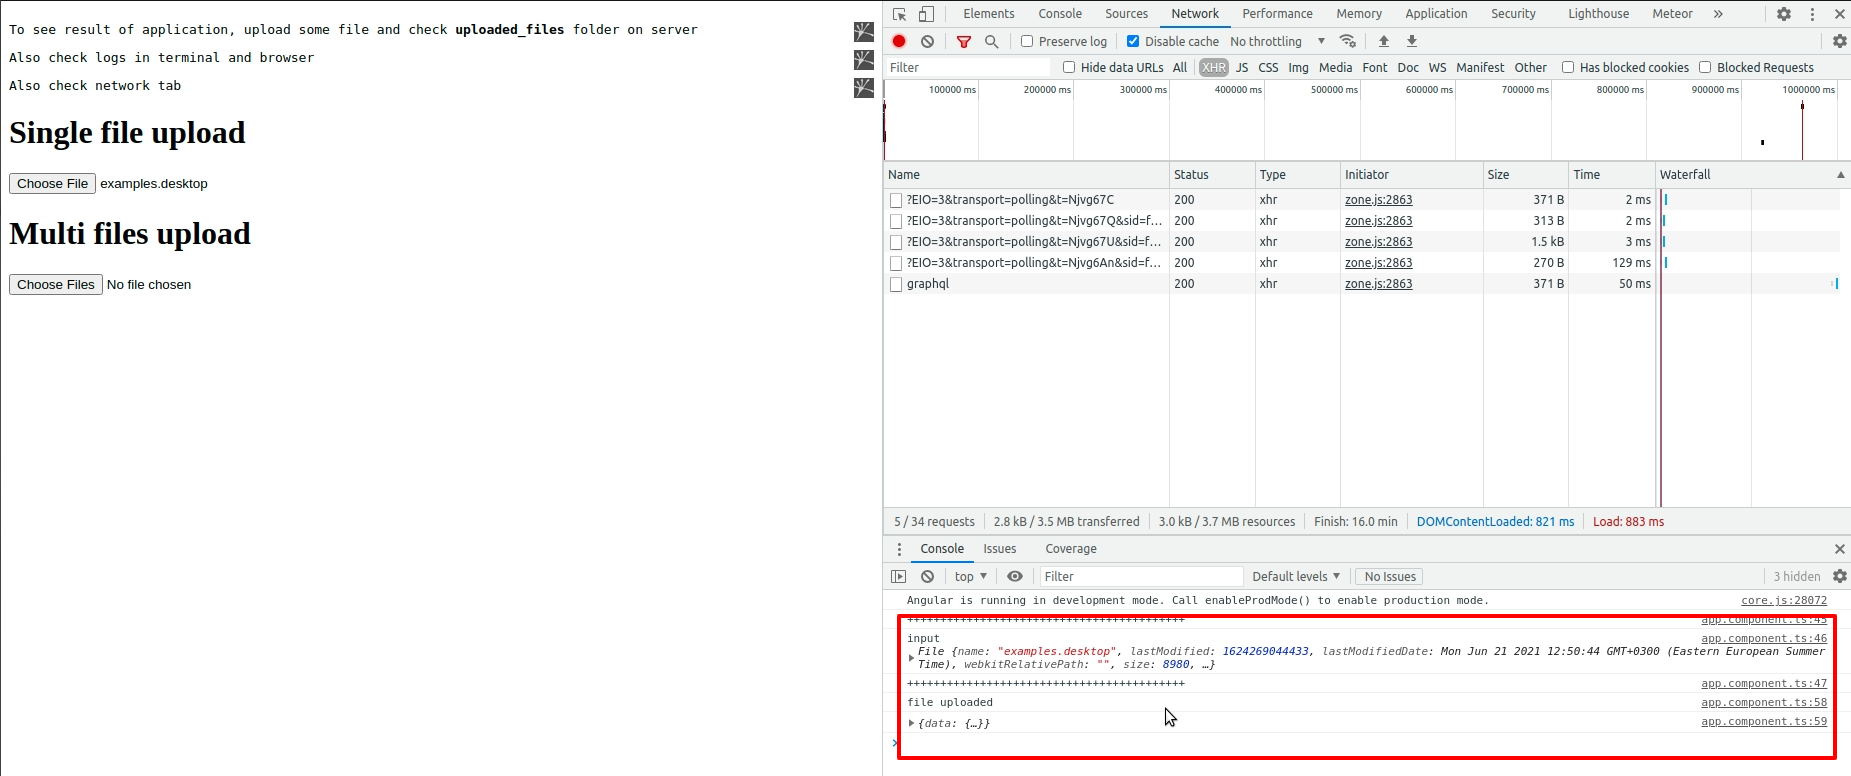 To see result of application, upload some file and check uploaded_files folder on server
Also check logs in terminal and browser
Also check network tab
Single file upload
Choose File examples.desktop
Multi files upload
Choose Files No file chosen
Elements Console Sources Network Performance Memory Application Security Lighthouse Meteor »
Preserve log Disable cache No throttling
Filter Hide data URLs All XHR JS CSS Img Media Font Doc WS Manifest Other Has blocked cookies Blocked Requests
100000 ms 200000 ms 300000 ms 400000 ms 500000 ms 600000 ms 700000 ms 800000 ms 900000 ms 1000000 ms
Name Status Type Initiator Size Time Waterfall
?EIO=3&transport=polling&t=Njvg67C 200 xhr zone.js:2863 371 B 2 ms
?EIO=3&transport=polling&t=Njvg67Q&sid=f... 200 xhr zone.js:2863 313 B 2 ms
?EIO=3&transport=polling&t=Njvg67U&sid=f... 200 xhr zone.js:2863 1.5 kB 3 ms
?EIO=3&transport=polling&t=Njvg6An&sid=f... 200 xhr zone.js:2863 270 B 129 ms
graphql 200 xhr zone.js:2863 371 B 50 ms
5 / 34 requests 2.8 kB / 3.5 MB transferred 3.0 kB / 3.7 MB resources Finish: 16.0 min DOMContentLoaded: 821 ms Load: 883 ms
Console Issues Coverage
top Filter Default levels No Issues 3 hidden
Angular is running in development mode. Call enableProdMode() to enable production mode. core.js:28072
++++++++++++++++++++++++++++++++++++++++++ app.component.ts:45
input app.component.ts:46
File {name: "examples.desktop", lastModified: 1624269044433, lastModifiedDate: Mon Jun 21 2021 12:50:44 GMT+0300 (Eastern European Summer
Time), webkitRelativePath: "", size: 8980, …}
++++++++++++++++++++++++++++++++++++++++++ app.component.ts:47
file uploaded app.component.ts:58
{data: {…}} app.component.ts:59